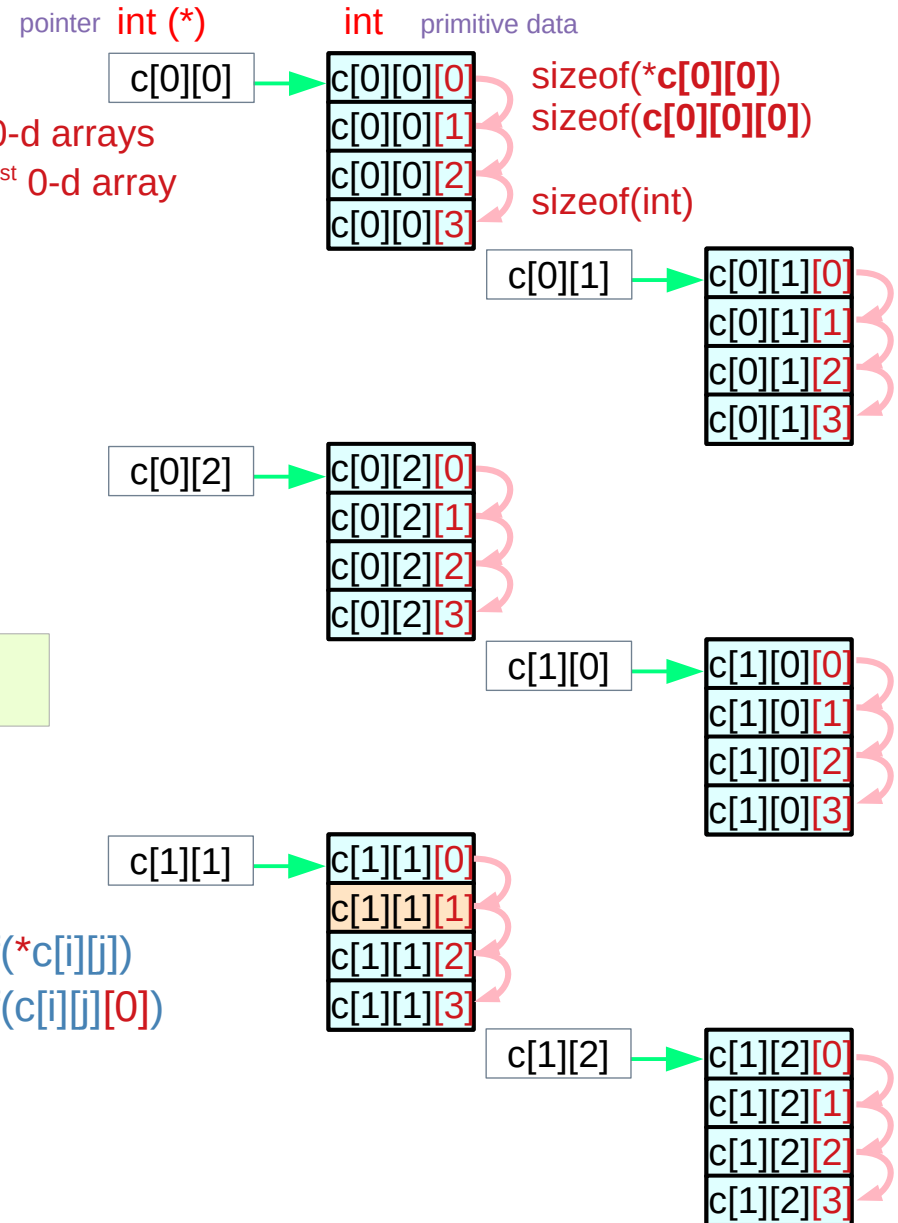 pointer int (*) int primitive data
c[0][0]
c[0][0][0]
c[0][0][1]
c[0][0][2]
c[0][0][3]
sizeof(*c[0][0])
sizeof(c[0][0][0])
sizeof(int)
0-d arrays
st 0-d array
c[0][1]
c[0][1][0]
c[0][1][1]
c[0][1][2]
c[0][1][3]
c[0][2]
c[0][2][0]
c[0][2][1]
c[0][2][2]
c[0][2][3]
c[1][0]
c[1][0][0]
c[1][0][1]
c[1][0][2]
c[1][0][3]
c[1][1]
c[1][1][0]
c[1][1][1]
c[1][1][2]
c[1][1][3]
(*c[i][j])
(c[i][j][0])
c[1][2]
c[1][2][0]
c[1][2][1]
c[1][2][2]
c[1][2][3]